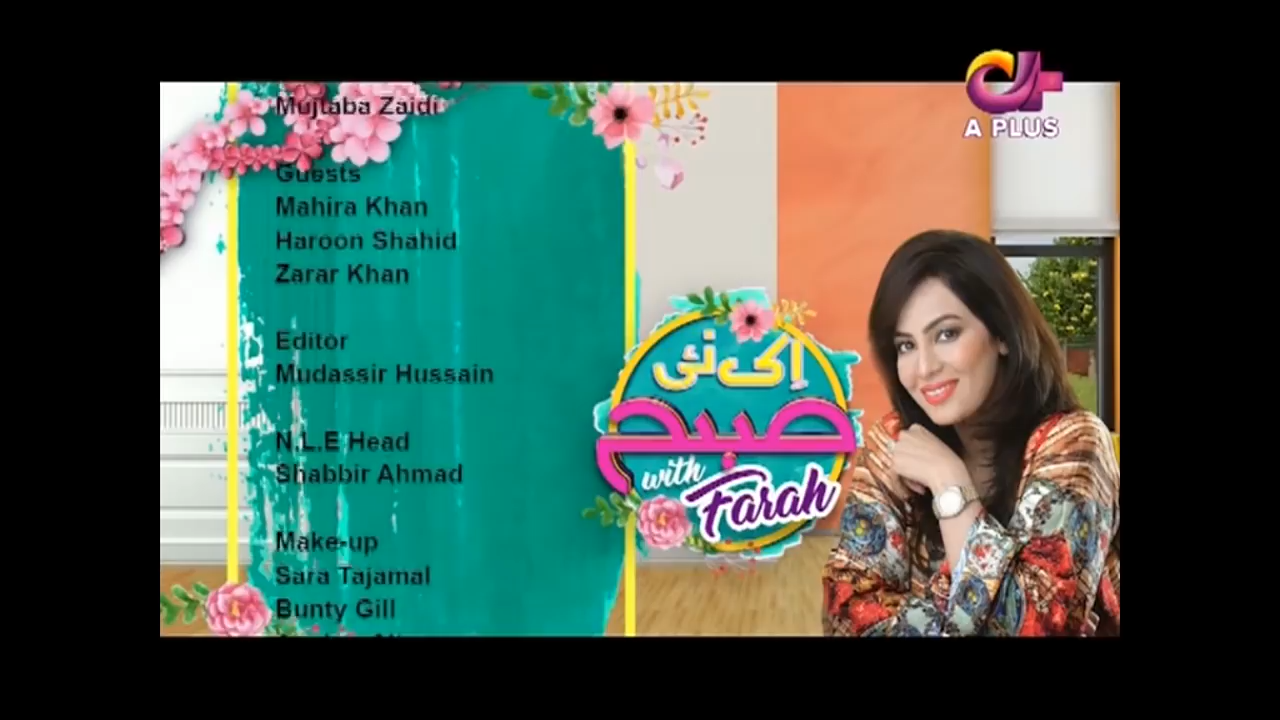 A PLUS
Mujtaba Zaidi
Guests
Mahira Khan
Haroon Shahid
Zarar Khan
Editor
Mudassir Hussain
N.L.E Head
Shabbir Ahmad
Make-up
Sara Tajamal
Bunty Gill
اِک نئی
صبح
with
Farah